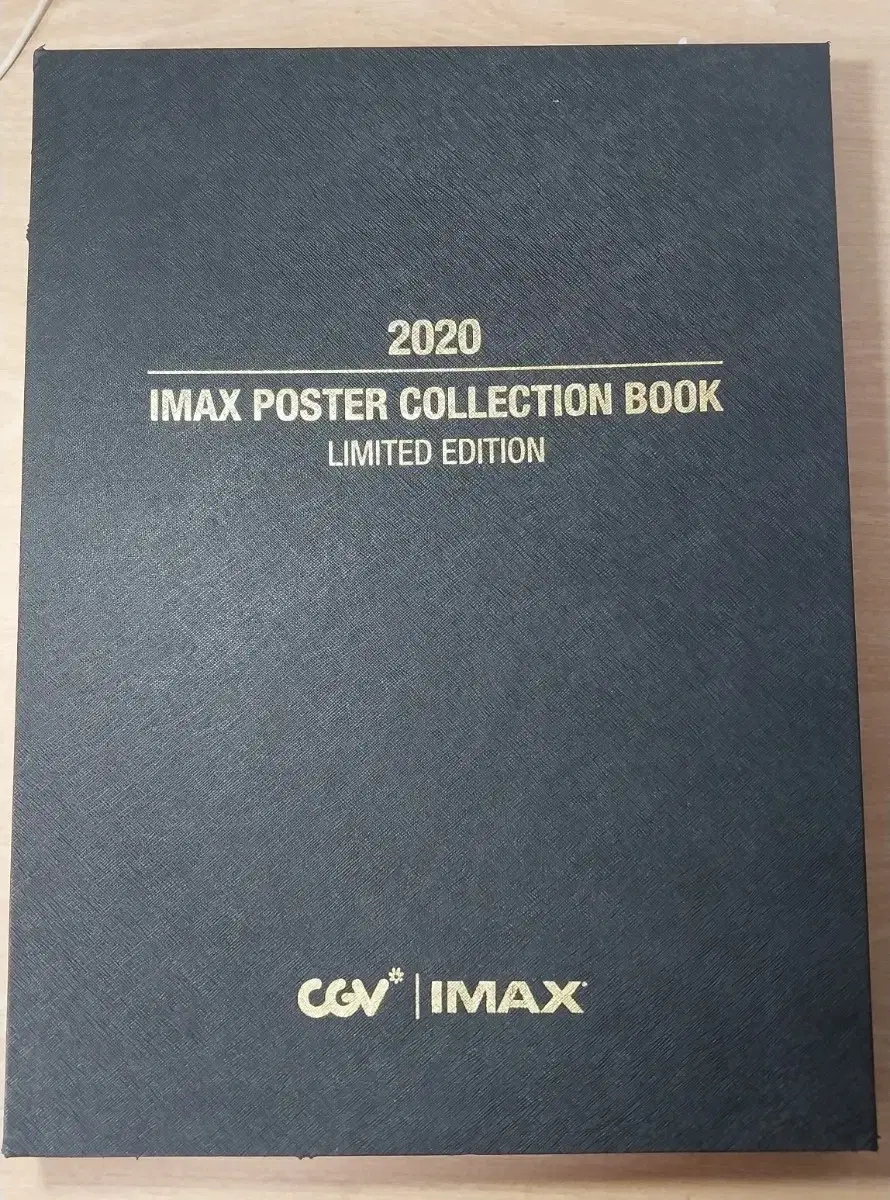 2020
IMAX POSTER COLLECTION BOOK
LIMITED EDITION
CGV* | IMAX